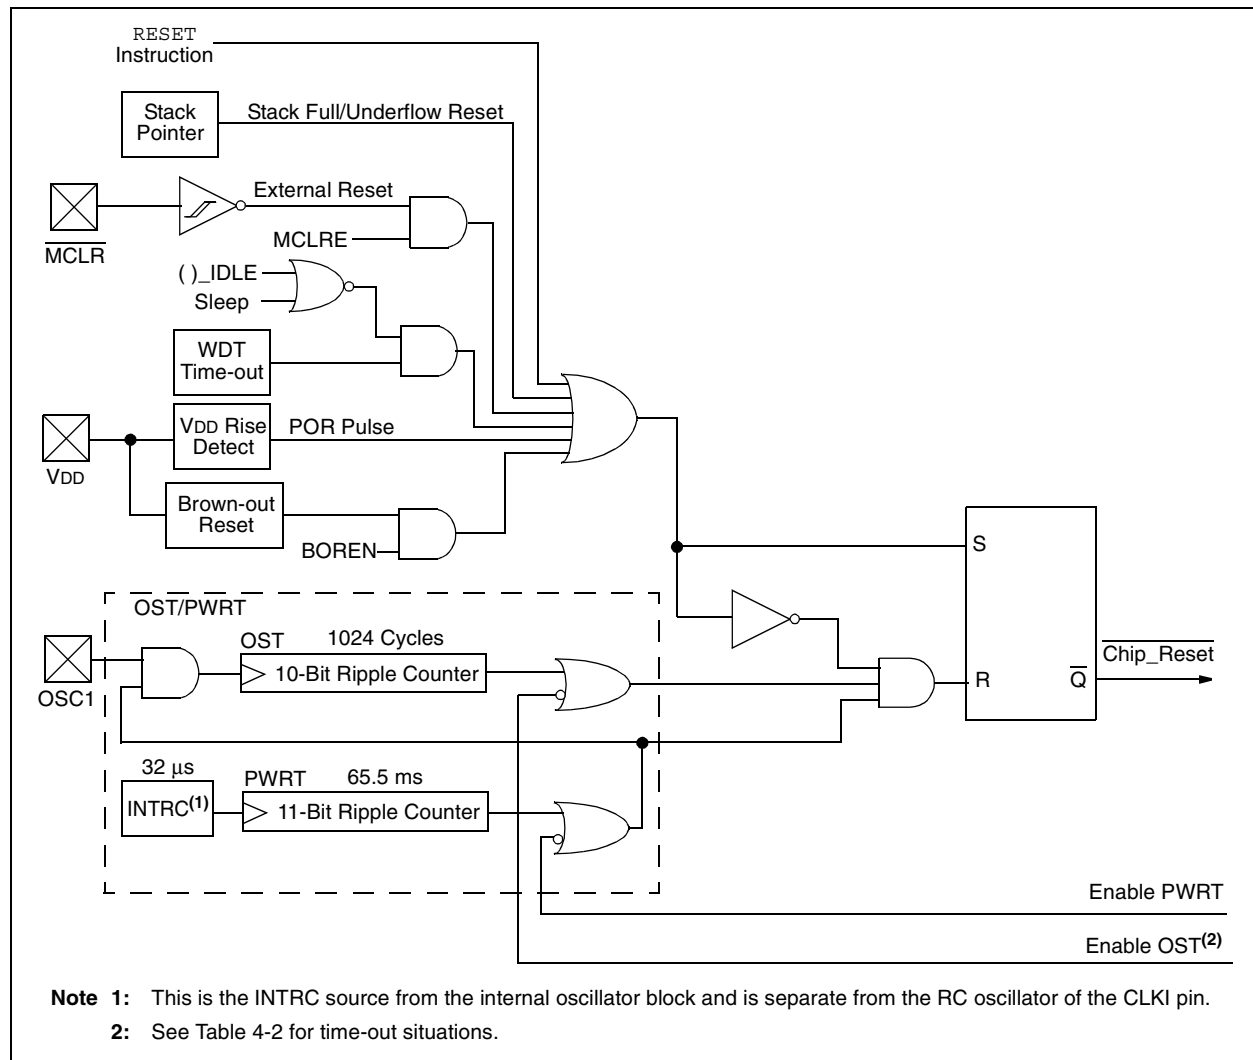 RESET
Instruction
Stack
Pointer
Stack Full/Underflow Reset
External Reset
MCLR
MCLRE
( )_IDLE
Sleep
WDT
Time-out
VDD
VDD Rise
Detect
POR Pulse
Brown-out
Reset
BOREN
S
OST/PWRT
OSC1
OST
1024 Cycles
10-Bit Ripple Counter
R
Q
Chip_Reset
32 µs
INTRC(1)
PWRT
65.5 ms
11-Bit Ripple Counter
Enable PWRT
Enable OST(2)
Note 1: This is the INTRC source from the internal oscillator block and is separate from the RC oscillator of the CLKI pin.
2: See Table 4-2 for time-out situations.